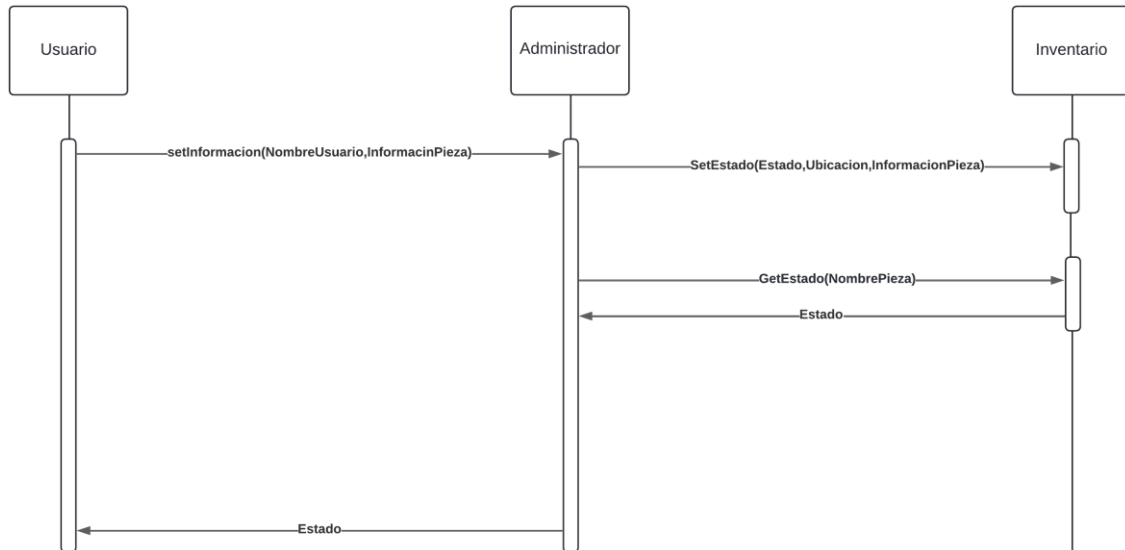 Usuario
Administrador
Inventario
setInformacion(NombreUsuario,InformacinPieza)
SetEstado(Estado,Ubicacion,InformacionPieza)
GetEstado(NombrePieza)
Estado
Estado